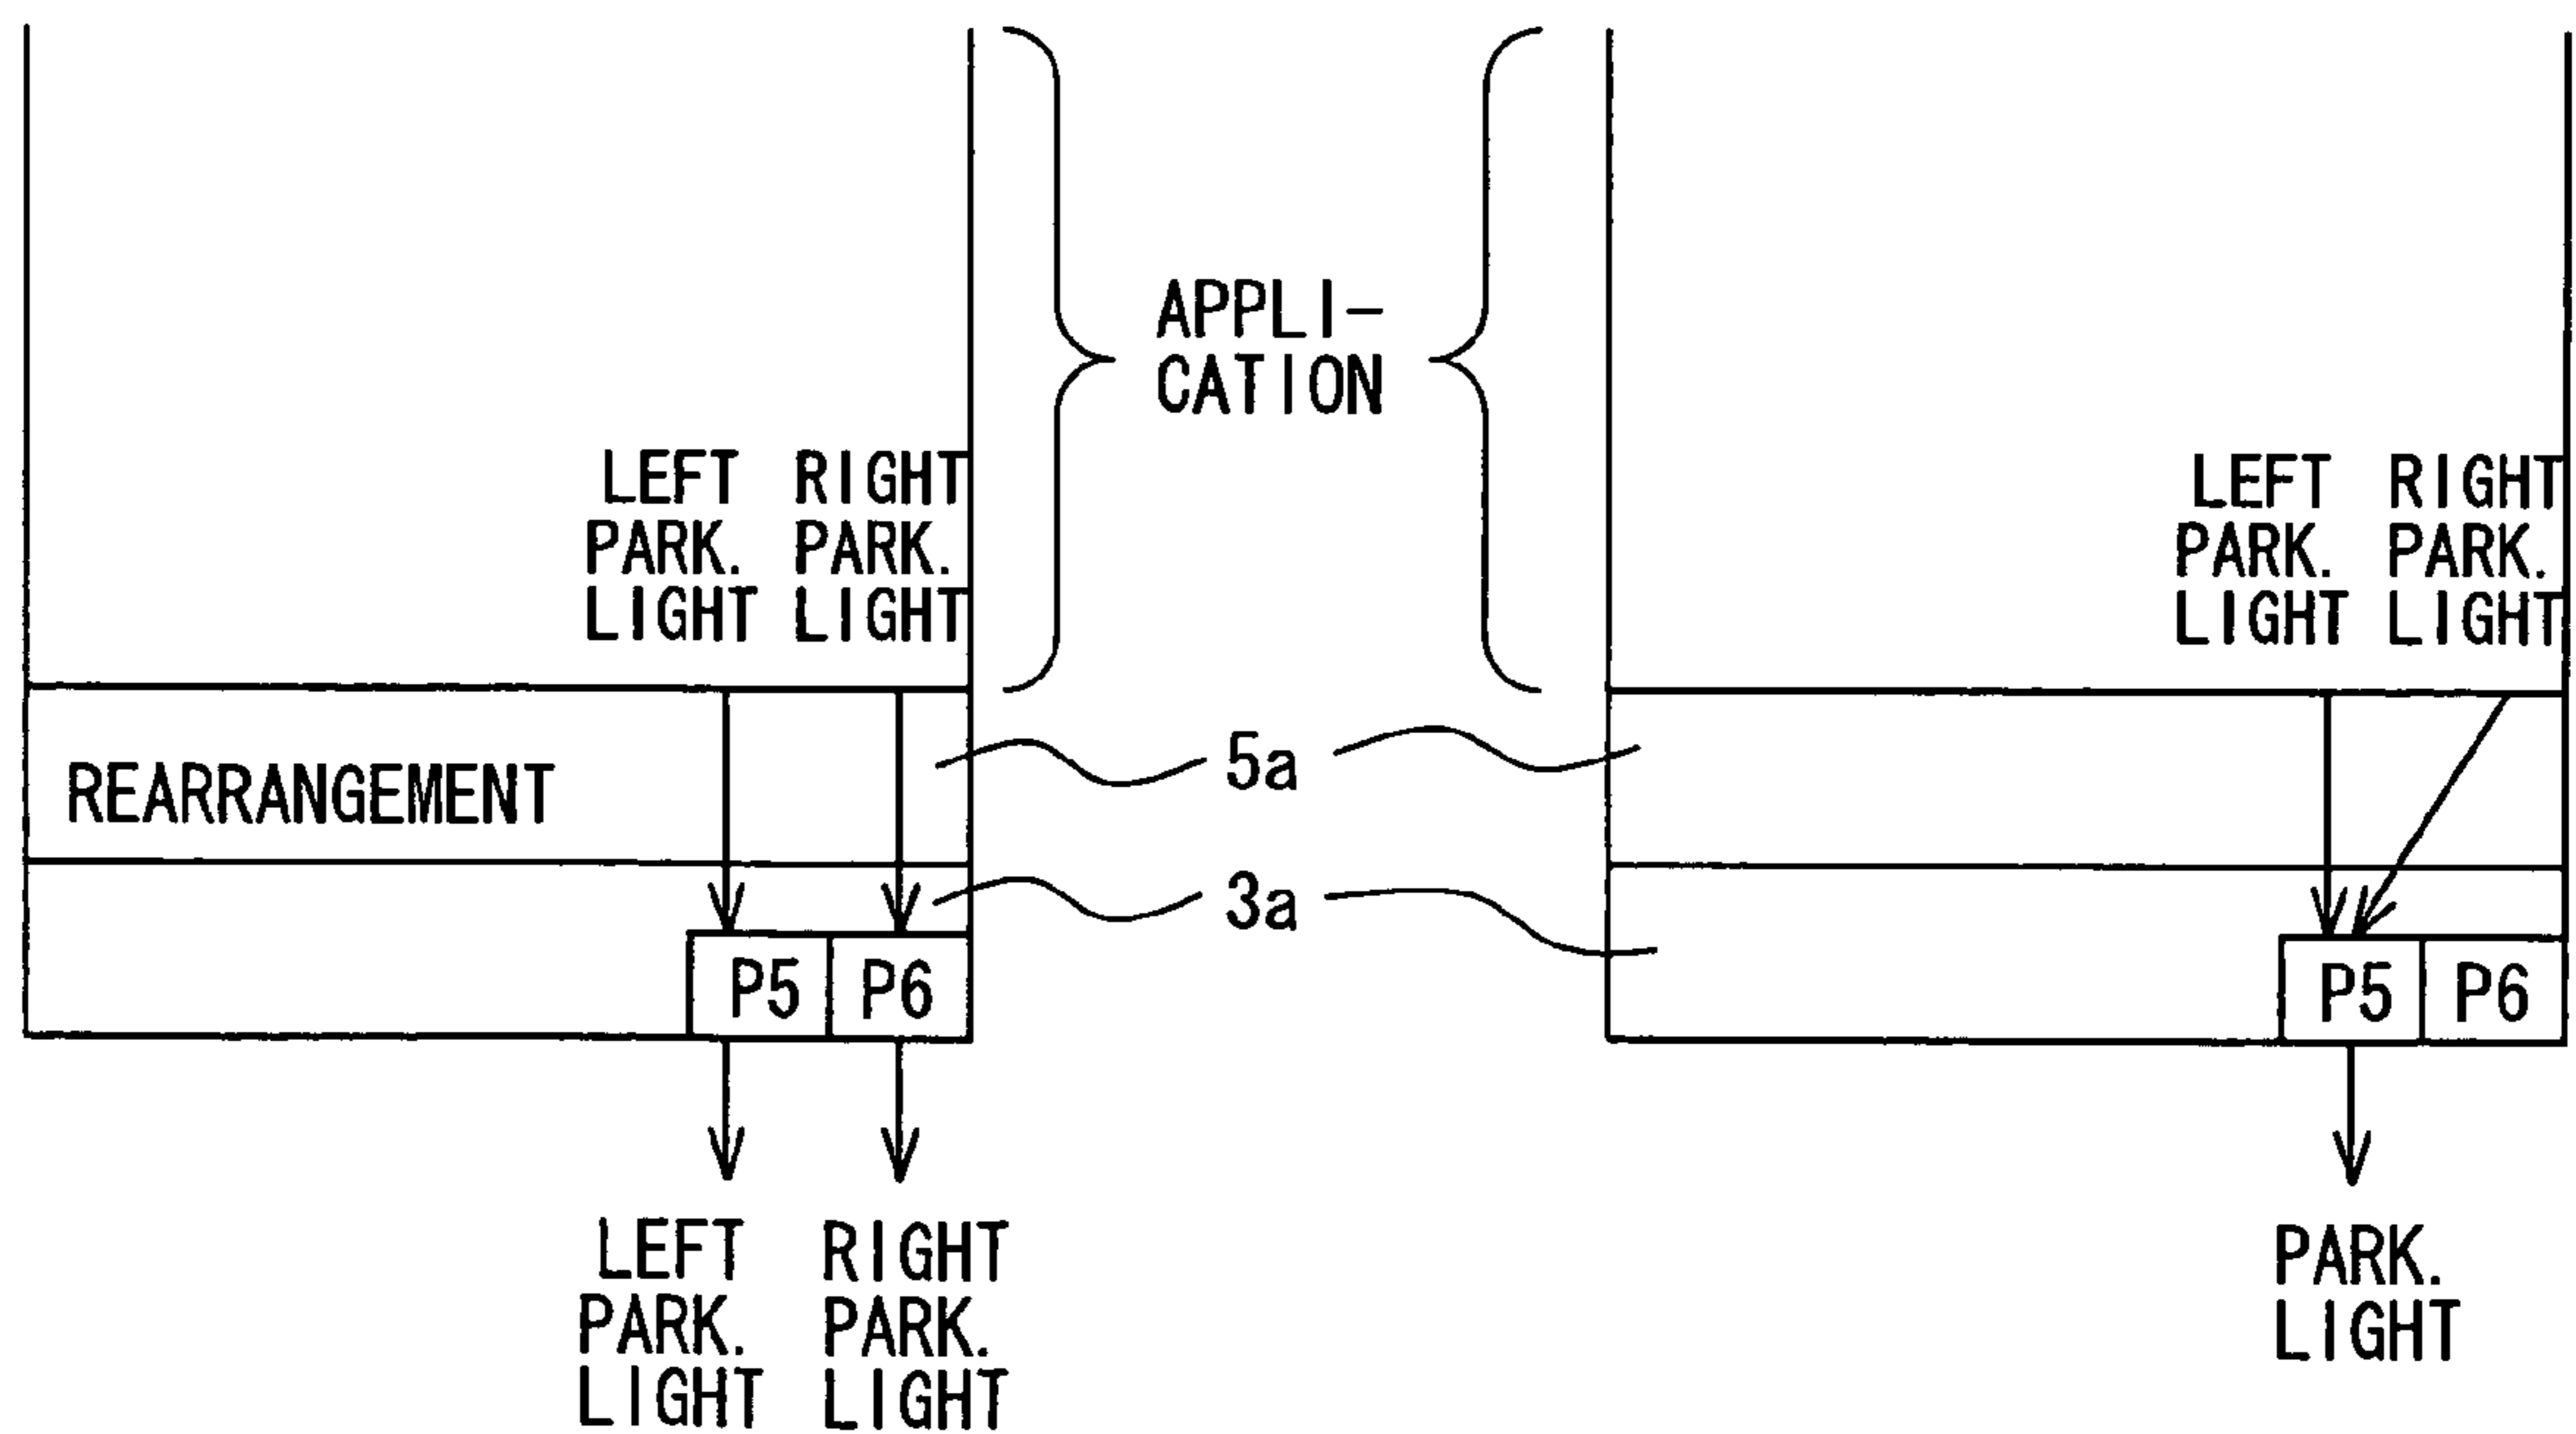 APPLI-
CATION
LEFT RIGHT
PARK. PARK.
LIGHT LIGHT
LEFT RIGHT
PARK. PARK.
LIGHT LIGHT
REARRANGEMENT
5a
3a
P5 P6
P5 P6
LEFT RIGHT
PARK. PARK.
LIGHT LIGHT
PARK.
LIGHT